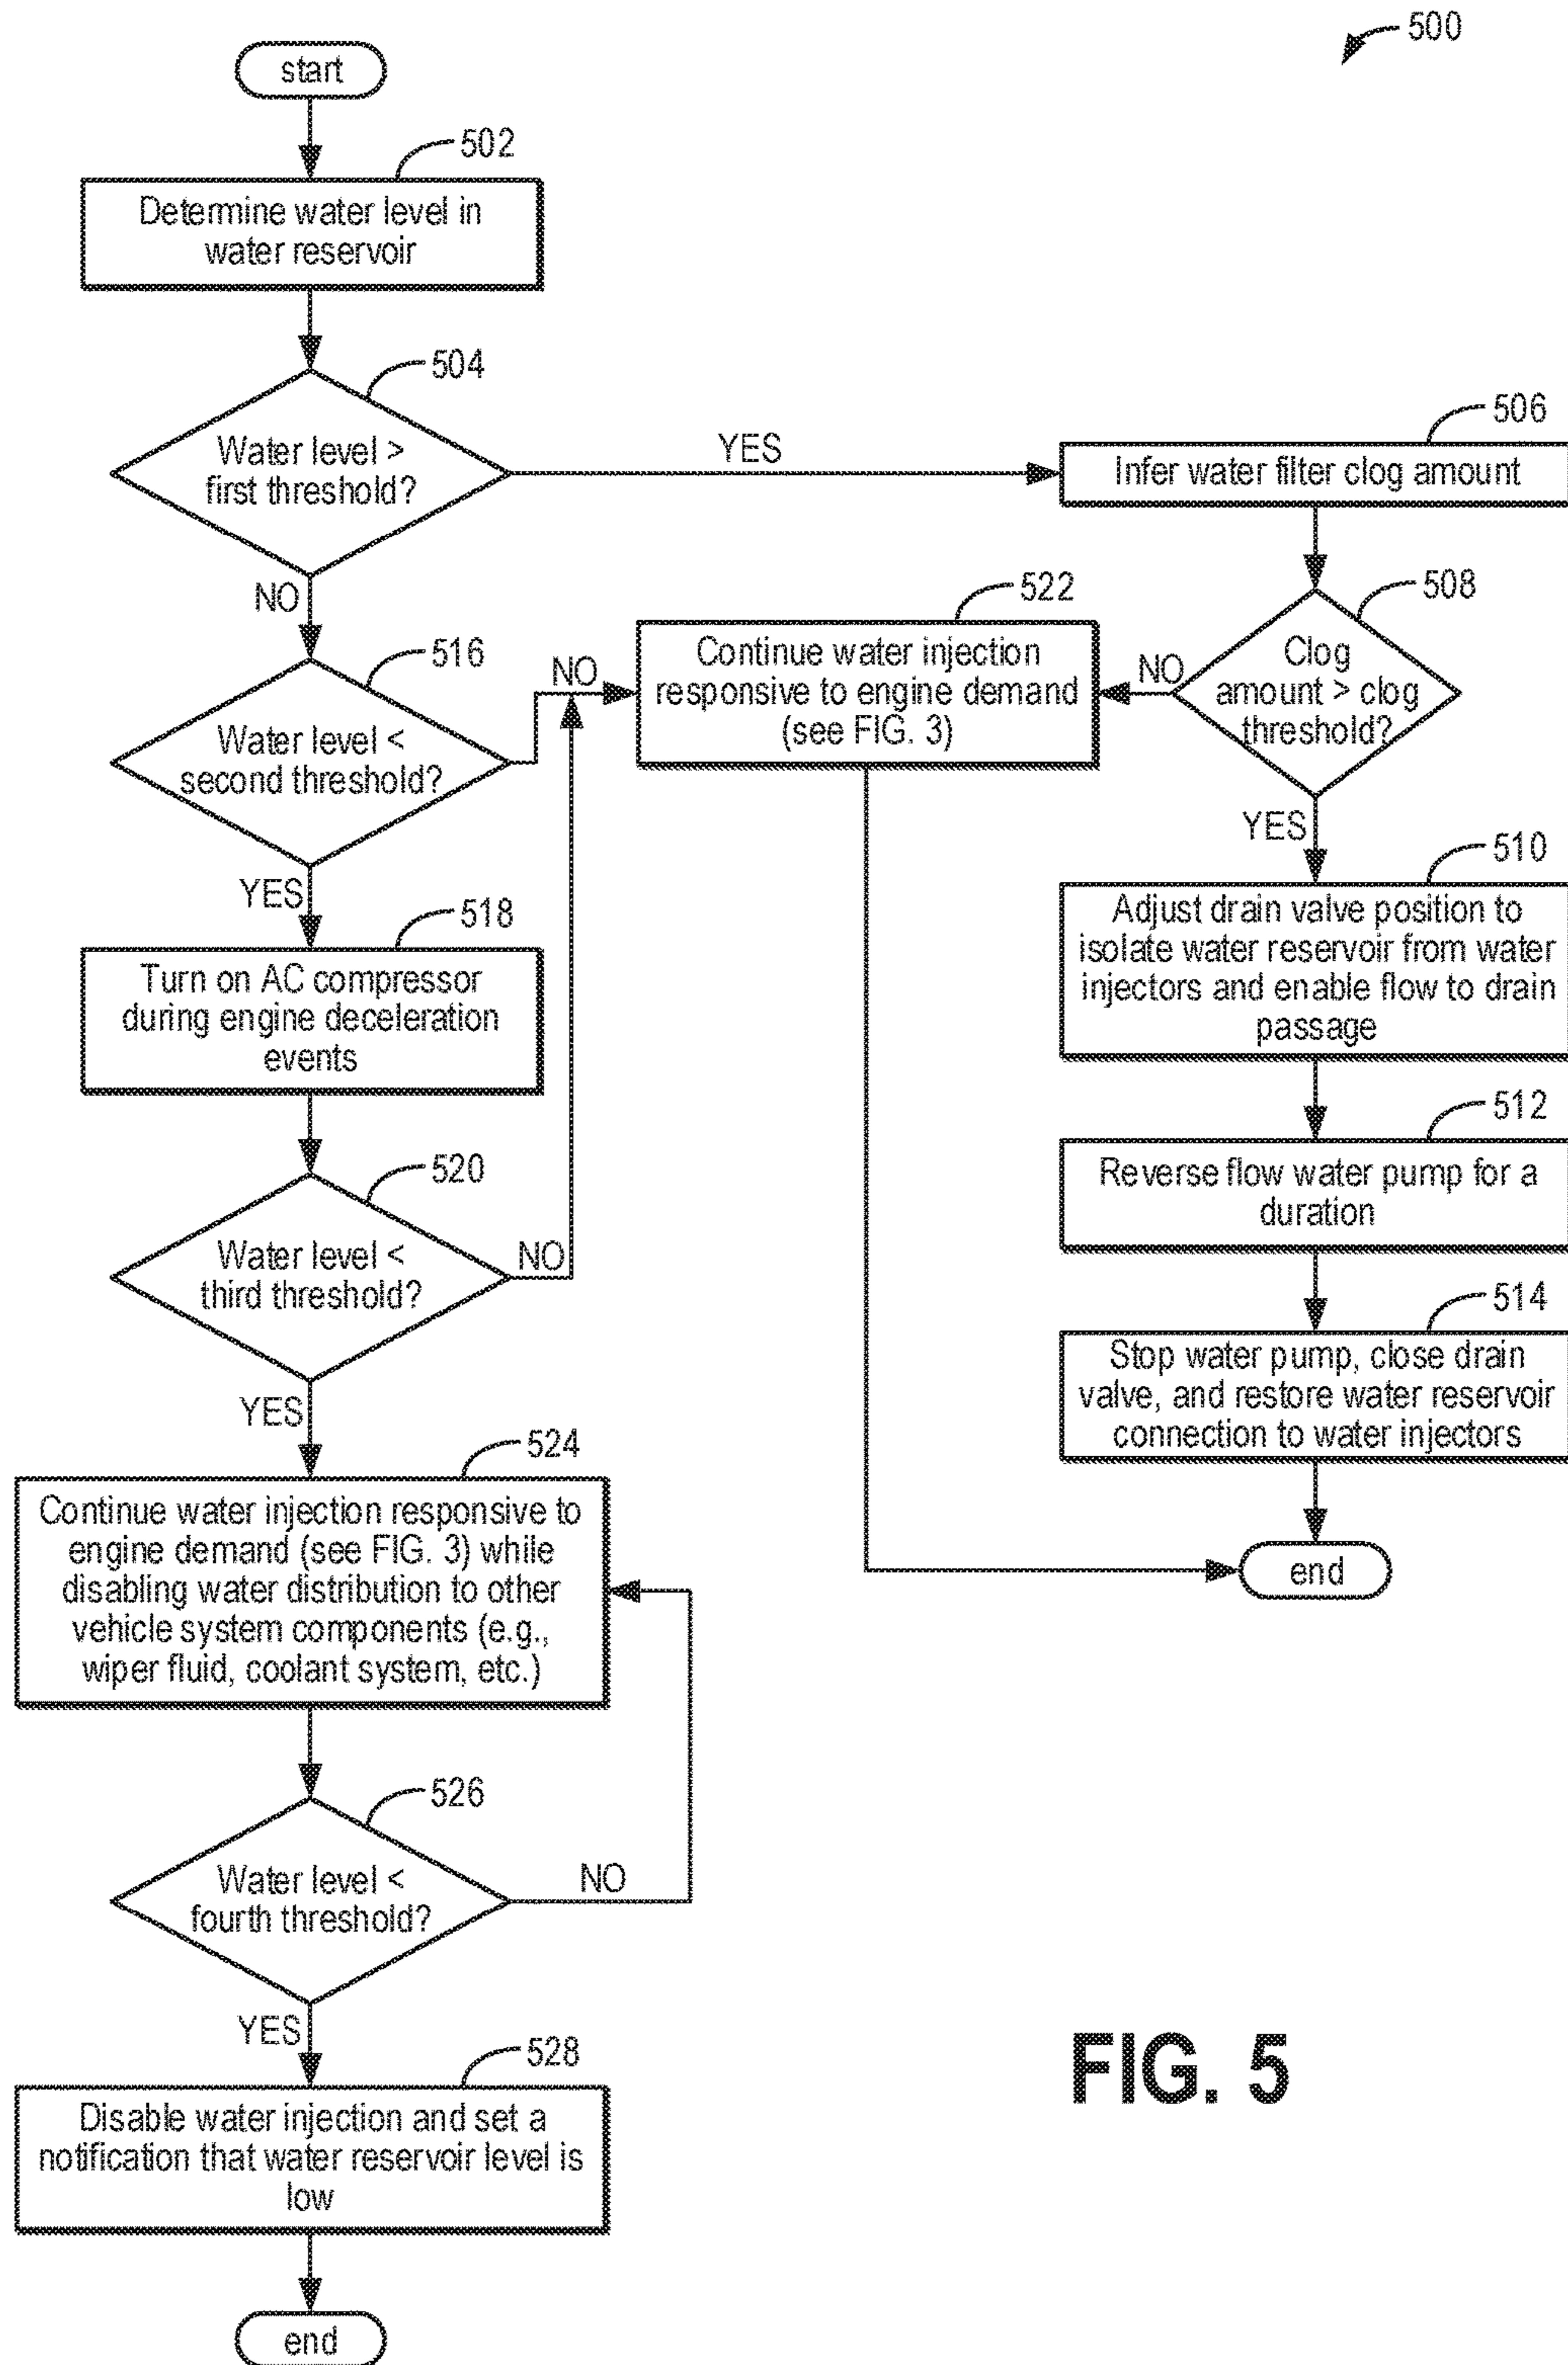 500
start
502
Determine water level in
water reservoir
504
Water level >
first threshold?
YES
506
Infer water filter clog amount
NO
508
Clog
amount > clog
threshold?
NO
522
Continue water injection
responsive to engine demand
(see FIG. 3)
516
Water level <
second threshold?
NO
YES
510
Adjust drain valve position to
isolate water reservoir from water
injectors and enable flow to drain
passage
YES
518
Turn on AC compressor
during engine deceleration
events
512
Reverse flow water pump for a
duration
520
Water level <
third threshold?
NO
514
Stop water pump, close drain
valve, and restore water reservoir
connection to water injectors
end
YES
524
Continue water injection responsive to
engine demand (see FIG. 3) while
disabling water distribution to other
vehicle system components (e.g.,
wiper fluid, coolant system, etc.)
526
Water level <
fourth threshold?
NO
YES
528
Disable water injection and set a
notification that water reservoir level is
low
end
FIG. 5